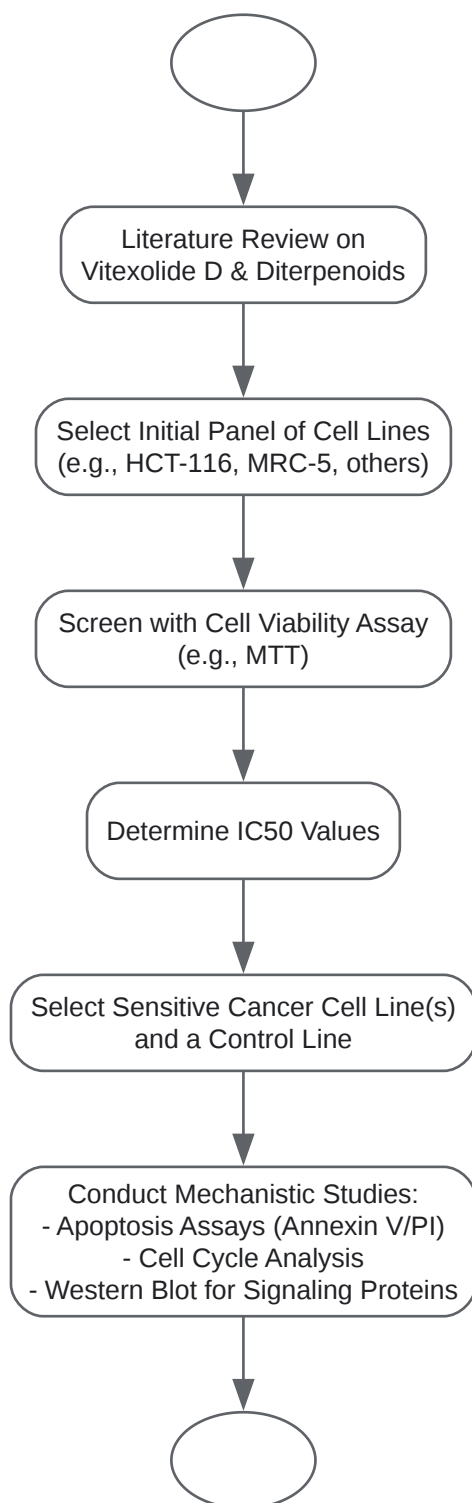 Literature Review on
Vitexolide D & Diterpenoids
Select Initial Panel of Cell Lines
(e.g., HCT-116, MRC-5, others)
Screen with Cell Viability Assay
(e.g., MTT)
Determine IC50 Values
Select Sensitive Cancer Cell Line(s)
and a Control Line
Conduct Mechanistic Studies:
- Apoptosis Assays (Annexin V/PI)
- Cell Cycle Analysis
- Western Blot for Signaling Proteins